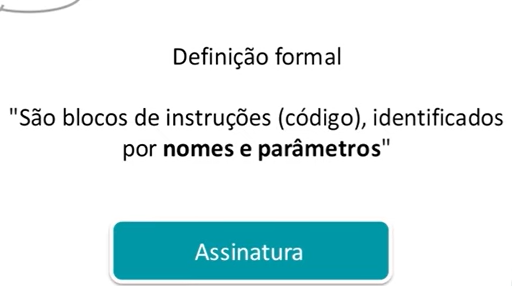 Definição formal
"São blocos de instruções (código), identificados
por nomes e parâmetros"
Assinatura